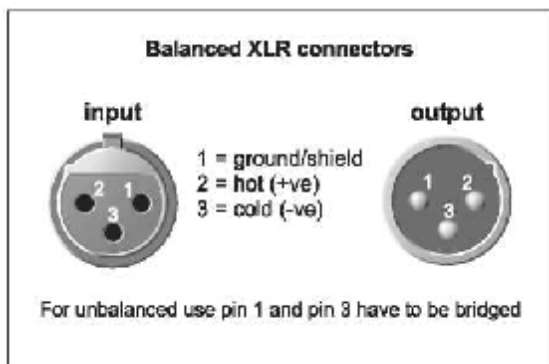 Balanced XLR connectors
input
output
1 = ground/shield
2 = hot (+ve)
3 = cold (-ve)
2 1
3
1 2
3
For unbalanced use pin 1 and pin 3 have to be bridged